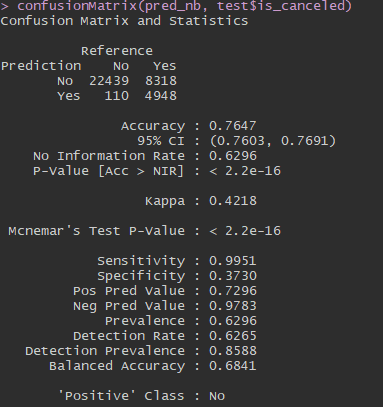 > confusionMatrix(pred_nb, test$is_canceled)
Confusion Matrix and Statistics
Reference
Prediction No Yes
No 22439 8318
Yes 110 4948
Accuracy : 0.7647
95% CI : (0.7603, 0.7691)
No Information Rate : 0.6296
P-Value [Acc > NIR] : < 2.2e-16
Kappa : 0.4218
Mcnemar's Test P-Value : < 2.2e-16
Sensitivity : 0.9951
Specificity : 0.3730
Pos Pred Value : 0.7296
Neg Pred Value : 0.9783
Prevalence : 0.6296
Detection Rate : 0.6265
Detection Prevalence : 0.8588
Balanced Accuracy : 0.6841
'Positive' Class : No